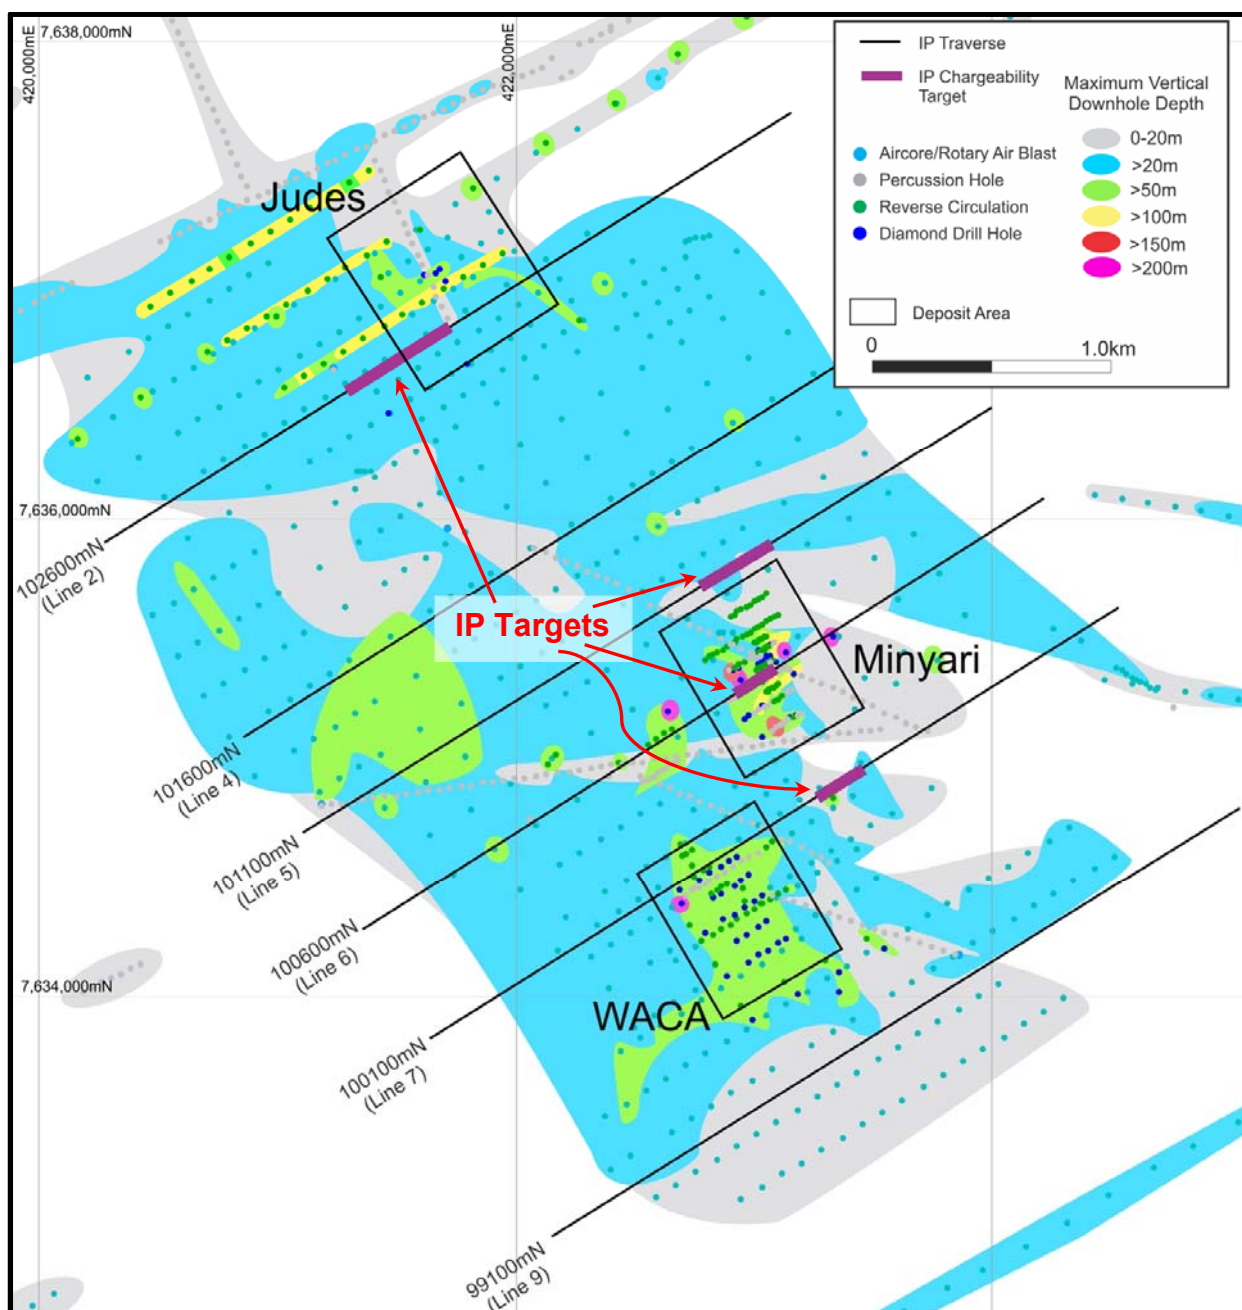 7,638,000mN
420,000mE
422,000mE
IP Traverse
IP Chargeability
Target
Aircore/Rotary Air Blast
Percussion Hole
Reverse Circulation
Diamond Drill Hole
Maximum Vertical
Downhole Depth
0-20m
>20m
>50m
>100m
>150m
>200m
Deposit Area
0
1.0km
Judes
7,636,000mN
102600mN
(Line 2)
IP Targets
Minyari
101600mN
(Line 4)
101100mN
(Line 5)
100600mN
(Line 6)
7,634,000mN
WACA
100100mN
(Line 7)
99100mN
(Line 9)